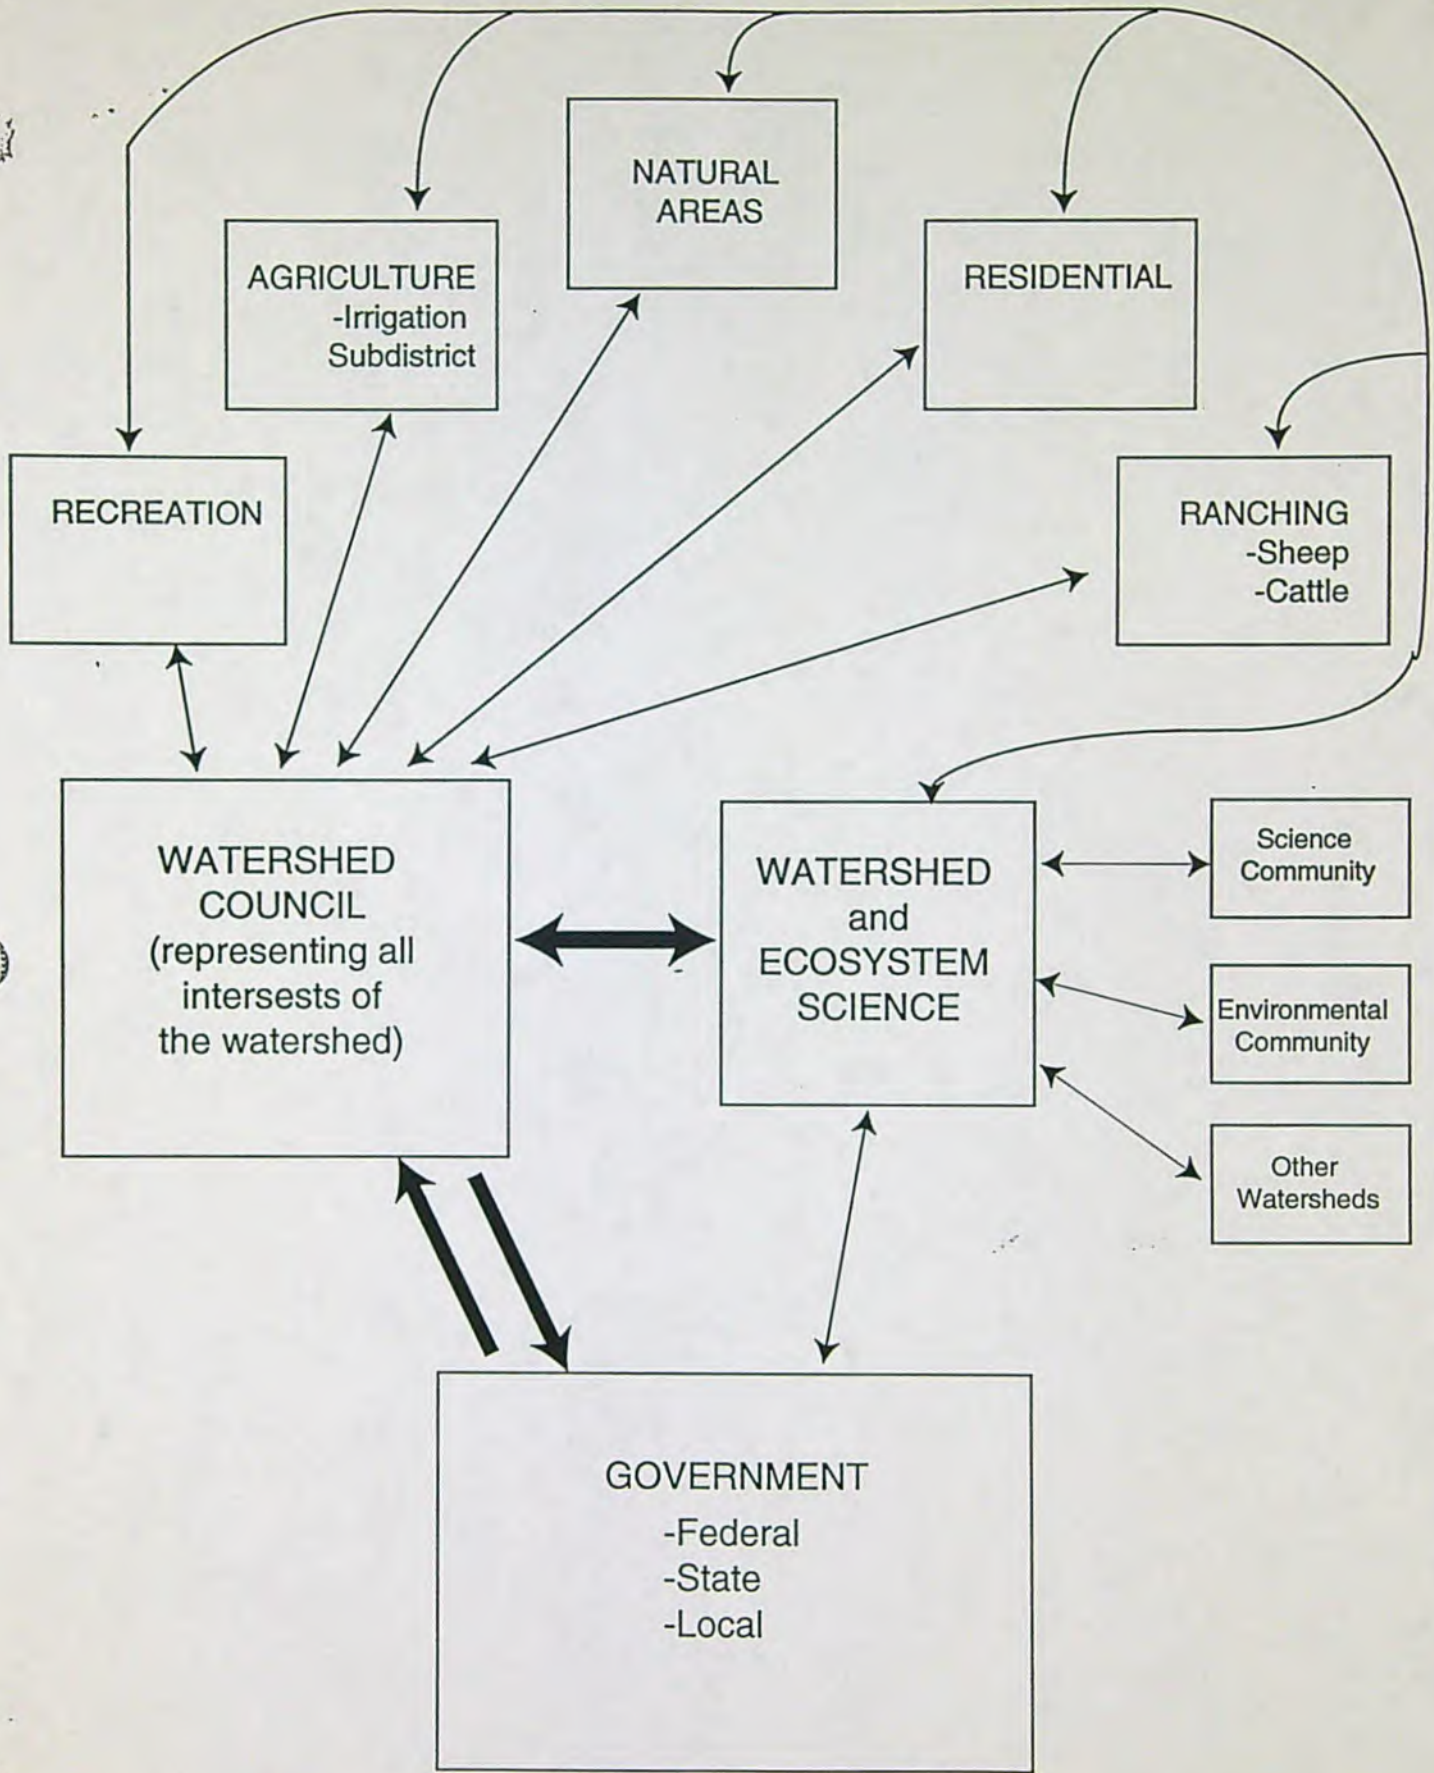 NATURAL
AREAS
AGRICULTURE
-Irrigation
Subdistrict
RESIDENTIAL
RECREATION
RANCHING
-Sheep
-Cattle
WATERSHED
COUNCIL
(representing all
intersests of
the watershed)
WATERSHED
and
ECOSYSTEM
SCIENCE
Science
Community
Environmental
Community
Other
Watersheds
GOVERNMENT
-Federal
-State
-Local